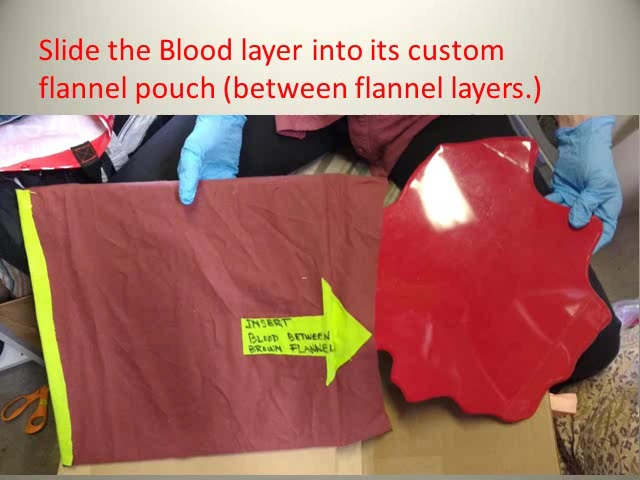 Slide the Blood layer into its custom
flannel pouch (between flannel layers.)
INSERT
BLOOD BETWEEN
BROWN FLANNEL